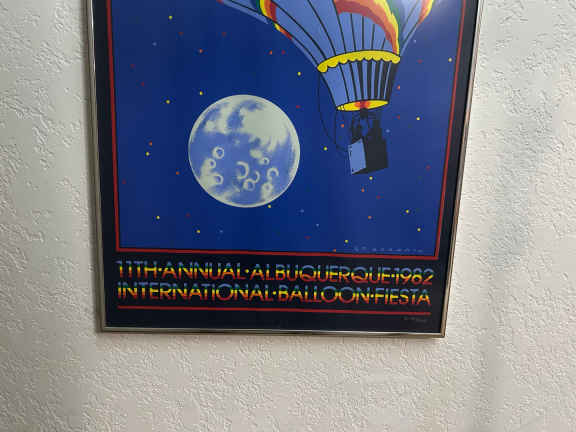 11TH·ANNUAL·ALBUQUERQUE·1982
INTERNATIONAL·BALLOON·FIESTA